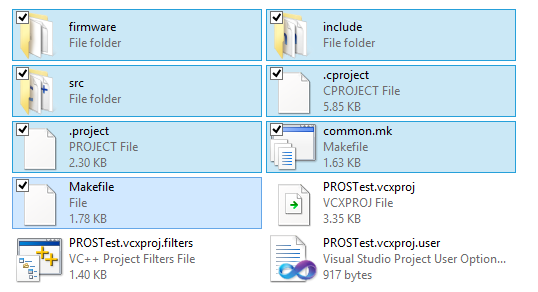 firmware
File folder
include
File folder
src
File folder
.cproject
CPROJECT File
5.85 KB
.project
PROJECT File
2.30 KB
common.mk
Makefile
1.63 KB
Makefile
File
1.78 KB
PROSTest.vcxproj
VCXPROJ File
3.35 KB
PROSTest.vcxproj.filters
VC++ Project Filters File
1.40 KB
PROSTest.vcxproj.user
Visual Studio Project User Option...
917 bytes